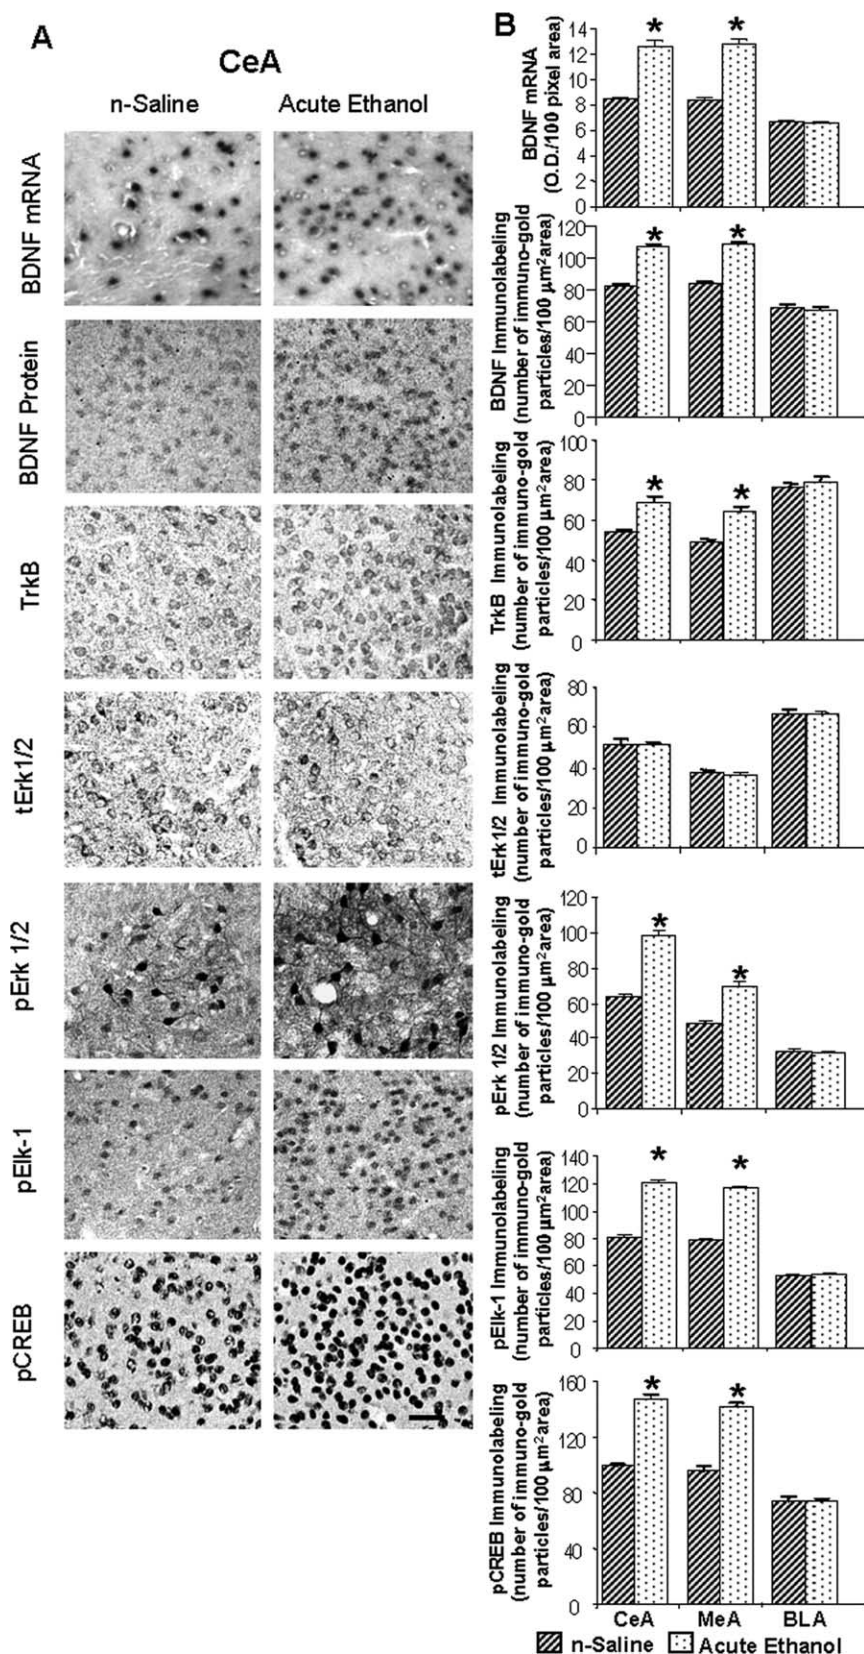 A
CeA
n-Saline
Acute Ethanol
BDNF mRNA
BDNF Protein
TrkB
tErk1/2
pErk 1/2
pElk-1
pCREB
B
BDNF mRNA
(O.D./100 pixel area)
14
12
10
8
6
4
2
0
* *
BDNF Immunolabeling
(number of immuno-gold
particles/100 µm²area)
120
100
80
60
40
20
0
* *
TrkB Immunolabeling
(number of immuno-gold
particles/100 µm²area)
100
80
60
40
20
0
* *
tErk1/2 Immunolabeling
(number of immuno-gold
particles/100 µm²area)
80
60
40
20
0
pErk 1/2 Immunolabeling
(number of immuno-gold
particles/100 µm²area)
120
100
80
60
40
20
0
* *
pElk-1 Immunolabeling
(number of immuno-gold
particles/100 µm²area)
140
120
100
80
60
40
20
0
* *
pCREB Immunolabeling
(number of immuno-gold
particles/100 µm²area)
160
120
80
40
0
* *
CeA MeA BLA
n-Saline Acute Ethanol